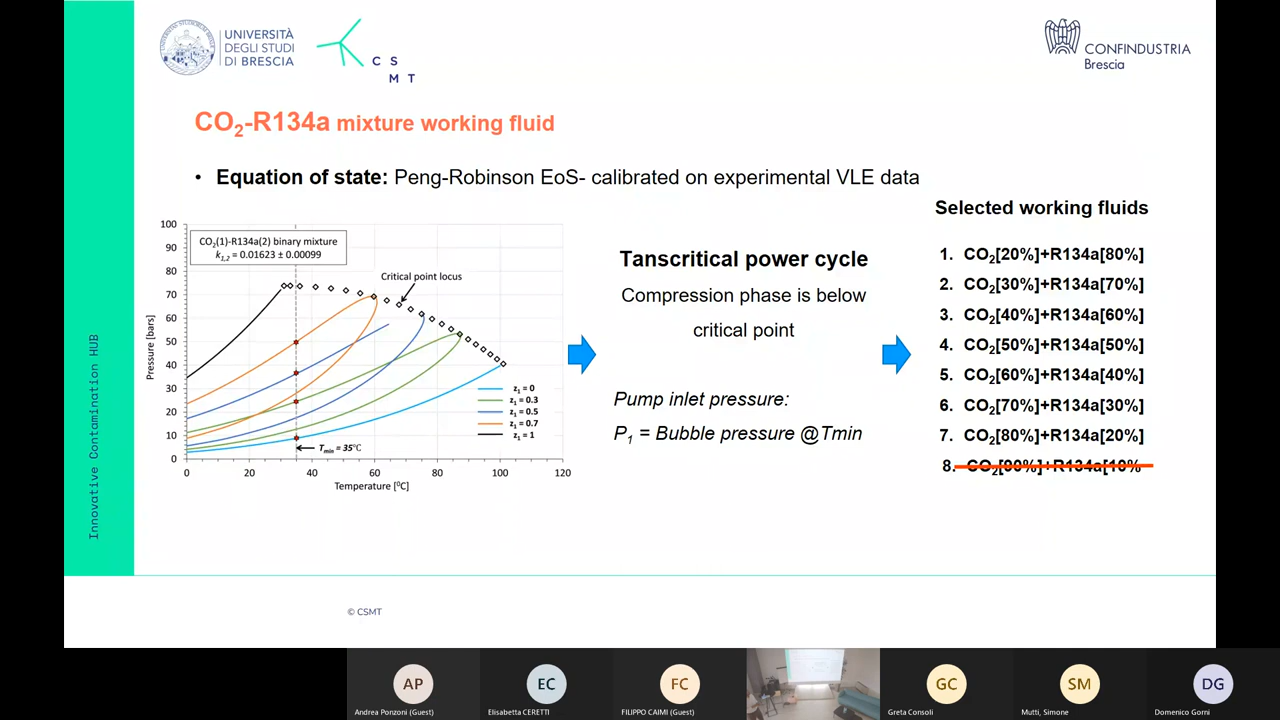 UNIVERSITÀ
DEGLI STUDI
DI BRESCIA
C S
M T
CONFINDUSTRIA
Brescia
CO2-R134a mixture working fluid
• Equation of state: Peng-Robinson EoS- calibrated on experimental VLE data
Selected working fluids
1. CO2[20%]+R134a[80%]
2. CO2[30%]+R134a[70%]
3. CO2[40%]+R134a[60%]
4. CO2[50%]+R134a[50%]
5. CO2[60%]+R134a[40%]
6. CO2[70%]+R134a[30%]
7. CO2[80%]+R134a[20%]
8. CO2[90%]+R134a[10%
Tanscritical power cycle
Compression phase is below
critical point
Pump inlet pressure:
P1 = Bubble pressure @Tmin
CO2(1)-R134a(2) binary mixture
k1,2 = 0.01623 ± 0.00099
Critical point locus
Pressure [bars]
100
90
80
70
60
50
40
30
20
10
0
z1 = 0
z1 = 0.3
z1 = 0.5
z1 = 0.7
z1 = 1
Tmin = 35°C
0 20 40 60 80 100 120
Temperature [0C]
Innovative Contamination HUB
© CSMT
AP
Andrea Ponzoni (Guest)
EC
Elisabetta CERETTI
FC
FILIPPO CAIMI (Guest)
GC
Greta Consoli
SM
Mutti, Simone
DG
Domenico Gorni